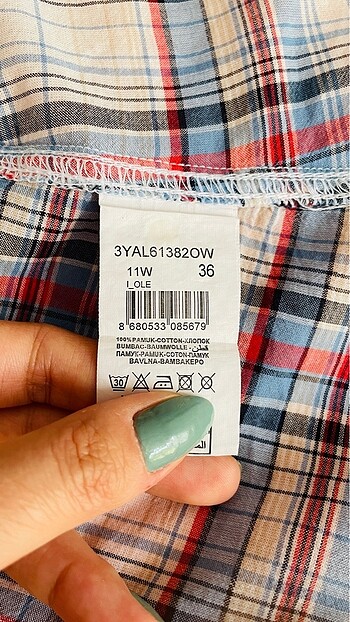 3YAL61382OW
11W 36
I_OLE
8 680533 085679
100% PAMUK-COTTON-ХЛОПОК
BUMBAC-BAUMWOLLE -
ПАМУК-PAMUK-COTON-ПАМУК
BAVLNA-ВАМВАКЕРО
30